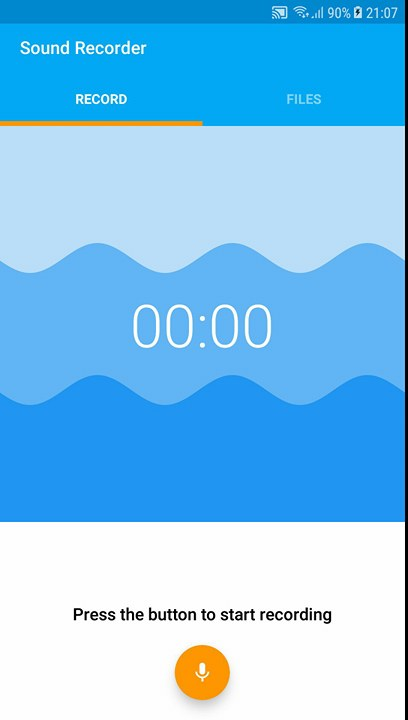 90% 21:07
Sound Recorder
RECORD FILES
00:00
Press the button to start recording